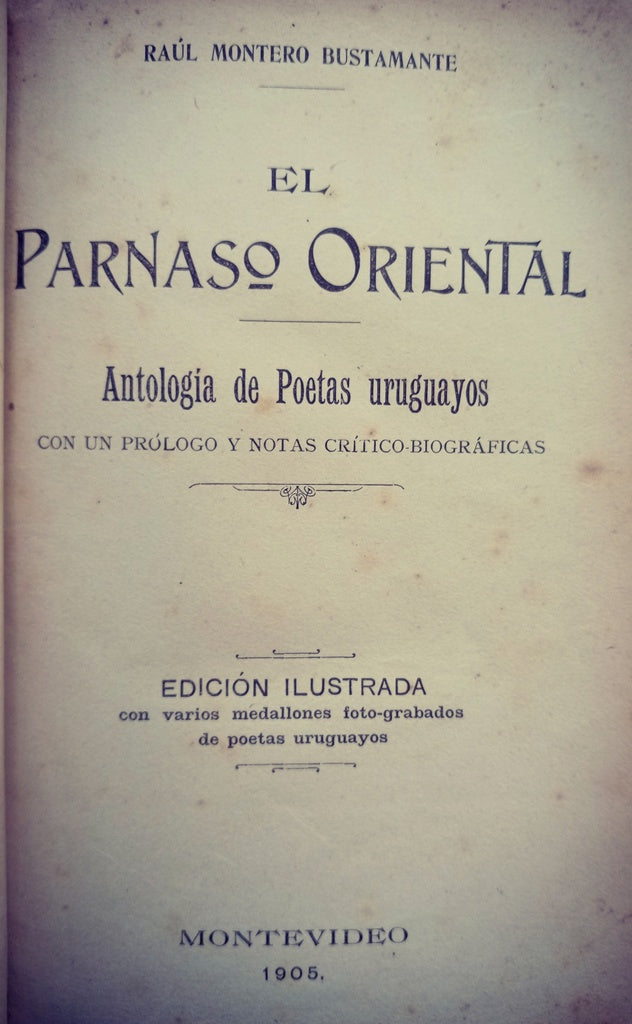 RAÚL MONTERO BUSTAMANTE
EL
PARNASO ORIENTAL
Antología de Poetas uruguayos
CON UN PRÓLOGO Y NOTAS CRÍTICO-BIOGRÁFICAS
EDICIÓN ILUSTRADA
con varios medallones foto-grabados
de poetas uruguayos
MONTEVIDEO
1905.